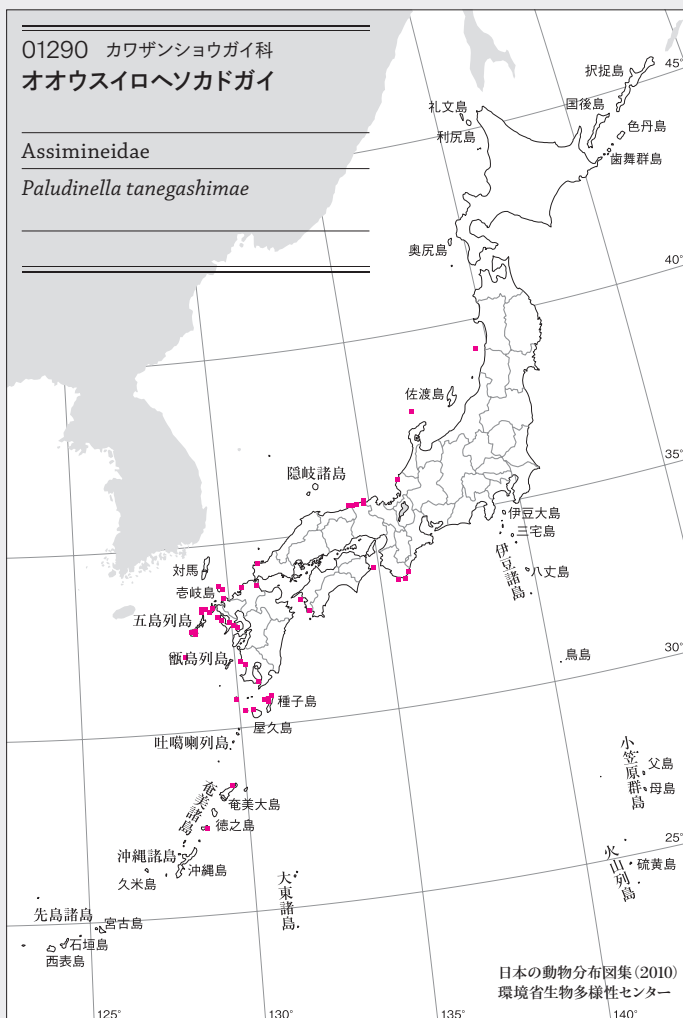 01290 カワザンショウガイ科
オオウスイロヘソカドガイ
Assimineidae
Paludinella tanegashimae
択捉島
45°
国後島
礼文島
色丹島
利尻島
歯舞群島
奥尻島
40°
佐渡島
35°
隠岐諸島
伊豆大島
三宅島
伊豆諸島
八丈島
対馬
壱岐島
五島列島
甑島列島
鳥島
30°
種子島
屋久島
吐噶喇列島
小笠原群島
父島
母島
奄美諸島
奄美大島
徳之島
25°
沖縄諸島
沖縄島
久米島
火山列島
硫黄島
大東諸島
先島諸島
宮古島
石垣島
西表島
日本の動物分布図集(2010)
環境省生物多様性センター
125°
130°
135°
140°